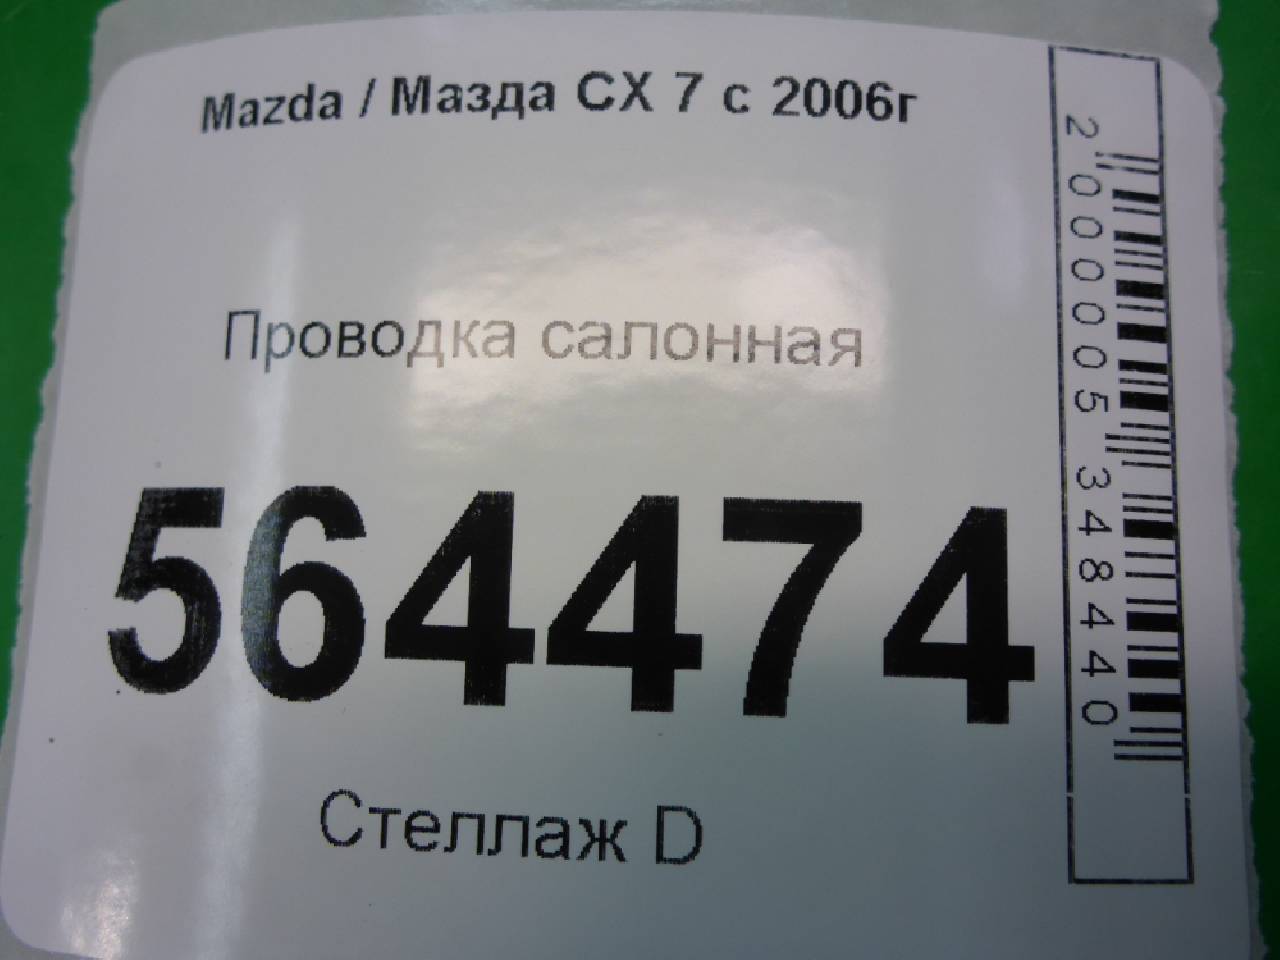 Mazda / Мазда CX 7 с 2006г
Проводка салонная
564474
Стеллаж D
2000005348440